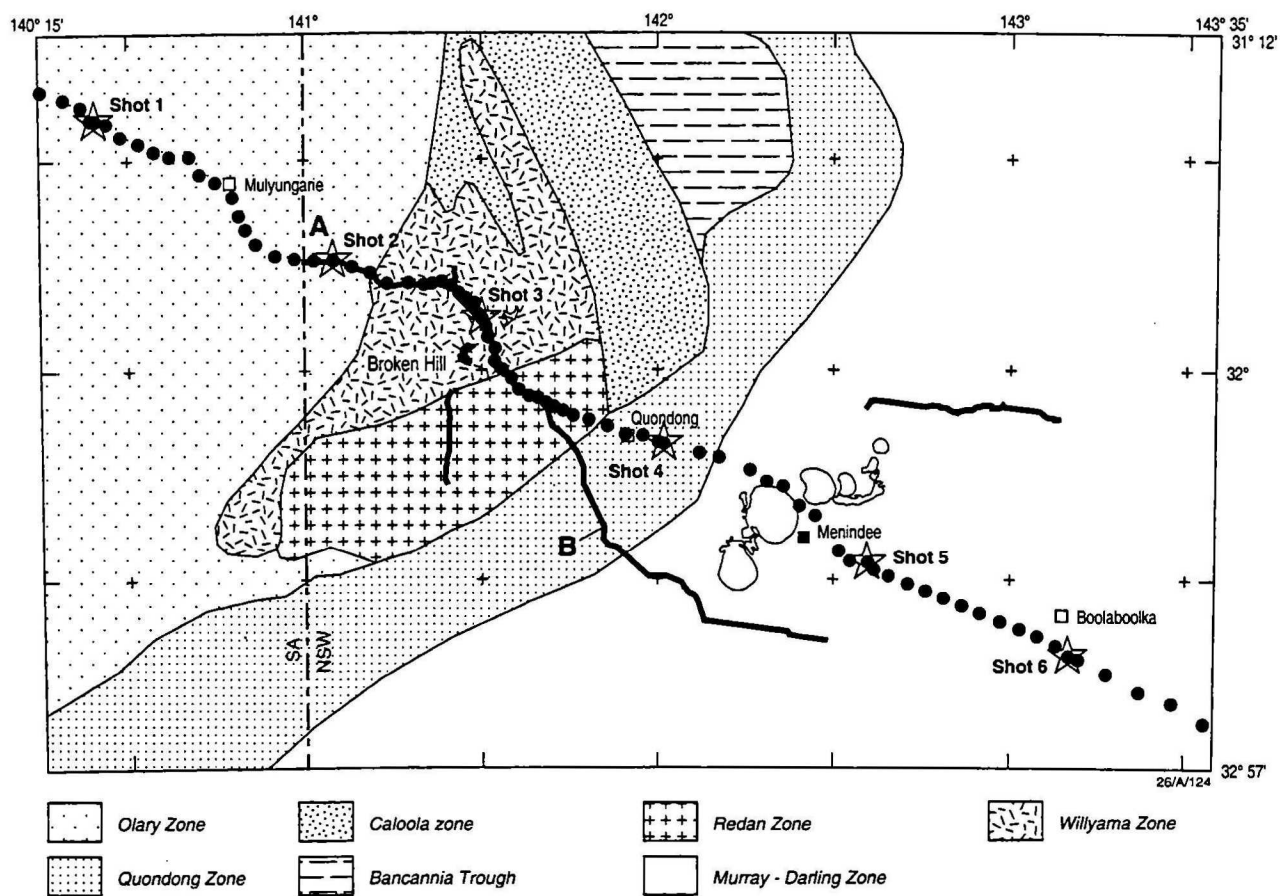 140° 15'
141°
142°
143°
143° 35'
31° 12'
Shot 1
Mulyungarie
A
Shot 2
Shot 3
Broken Hill
32°
Quondong
Shot 4
Menindee
B
Shot 5
Boolaboolka
SA
NSW
Shot 6
32° 57'
26/A/124
Olary Zone
Caloola zone
Redan Zone
Willyama Zone
Quondong Zone
Bancannia Trough
Murray - Darling Zone